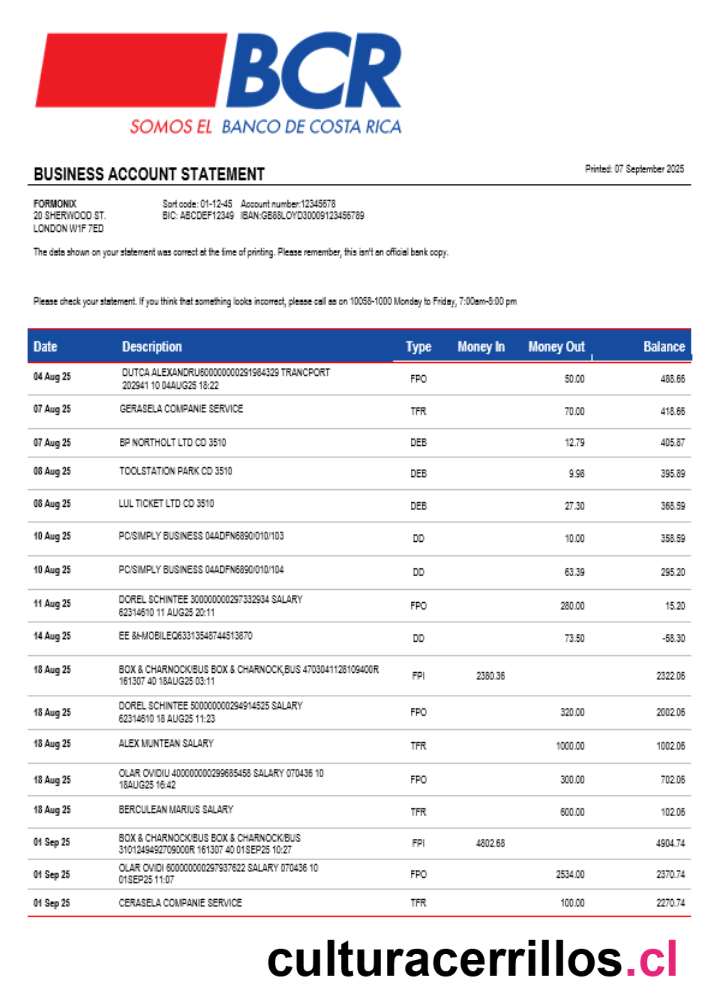 BCR
SOMOS EL BANCO DE COSTA RICA
BUSINESS ACCOUNT STATEMENT
Printed: 07 September 2025
FORMONIX
20 SHERWOOD ST.
LONDON W1F 7ED
Sort code: 01-12-45 Account number:12345678
BIC: ABCDEF12349 IBAN:GB88LOYD30009123456789
The data shown on your statement was correct at the time of printing. Please remember, this isn't an official bank copy.
Please check your statement. If you think that something looks incorrect, please call as on 10058-1000 Monday to Friday, 7:00am-8:00 pm
Date Description Type Money In Money Out Balance
04 Aug 25 DUTCA ALEXANDRU600000000291984329 TRANCPORT
202941 10 04AUG25 18:22 FPO 50.00 488.66
07 Aug 25 GERASELA COMPANIE SERVICE TFR 70.00 418.66
07 Aug 25 BP NORTHOLT LTD CD 3510 DEB 12.79 405.87
08 Aug 25 TOOLSTATION PARK CD 3510 DEB 9.98 395.89
08 Aug 25 LUL TICKET LTD CD 3510 DEB 27.30 368.59
10 Aug 25 PC/SIMPLY BUSINESS 04ADFN6890/010/103 DD 10.00 358.59
10 Aug 25 PC/SIMPLY BUSINESS 04ADFN6890/010/104 DD 63.39 295.20
11 Aug 25 DOREL SCHINTEE 300000000297332934 SALARY
62314610 11 AUG25 20:11 FPO 280.00 15.20
14 Aug 25 EE &t-MOBILEQ63313548744513870 DD 73.50 -58.30
18 Aug 25 BOX & CHARNOCK/BUS BOX & CHARNOCK,BUS 4703041128109400R
161307 40 18AUG25 03:11 FPI 2380.36 2322.06
18 Aug 25 DOREL SCHINTEE 500000000294914525 SALARY
62314610 18 AUG25 11:23 FPO 320.00 2002.06
18 Aug 25 ALEX MUNTEAN SALARY TFR 1000.00 1002.06
18 Aug 25 OLAR OVIDIU 400000000299685458 SALARY 070436 10
18AUG25 16:42 FPO 300.00 702.06
18 Aug 25 BERCULEAN MARIUS SALARY TFR 600.00 102.06
01 Sep 25 BOX & CHARNOCK/BUS BOX & CHARNOCK/BUS
3101249492709000R 161307 40 01SEP25 10:27 FPI 4802.68 4904.74
01 Sep 25 OLAR OVIDI 600000000297937622 SALARY 070436 10
01SEP25 11:07 FPO 2534.00 2370.74
01 Sep 25 CERASELA COMPANIE SERVICE TFR 100.00 2270.74
culturacerrillos.cl